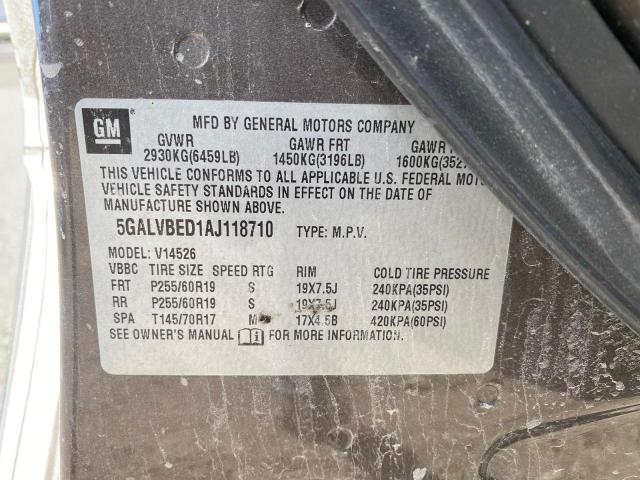 GM
MFD BY GENERAL MOTORS COMPANY
GVWR GAWR FRT GAWR
2930KG(6459LB) 1450KG(3196LB) 1600KG(352
THIS VEHICLE CONFORMS TO ALL APPLICABLE U.S. FEDERAL MOTO
VEHICLE SAFETY STANDARDS IN EFFECT ON THE DATE OF
MANUFACTURE SHOWN ABOVE.
5GALVBED1AJ118710 TYPE: M.P.V.
MODEL: V14526
VBBC TIRE SIZE SPEED RTG RIM COLD TIRE PRESSURE
FRT P255/60R19 S 19X7.5J 240KPA(35PSI)
RR P255/60R19 S 19X7.5J 240KPA(35PSI)
SPA T145/70R17 M 17X4.5B 420KPA(60PSI)
SEE OWNER'S MANUAL FOR MORE INFORMATION.